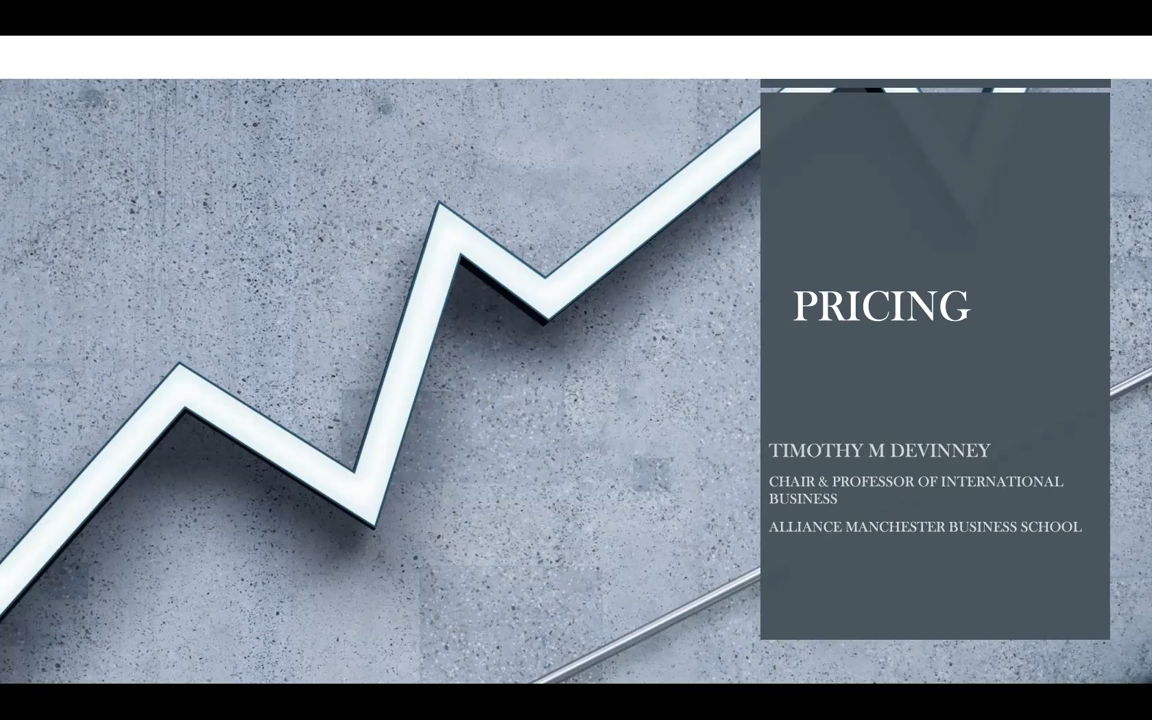 PRICING
TIMOTHY M DEVINNEY
CHAIR & PROFESSOR OF INTERNATIONAL
BUSINESS
ALLIANCE MANCHESTER BUSINESS SCHOOL